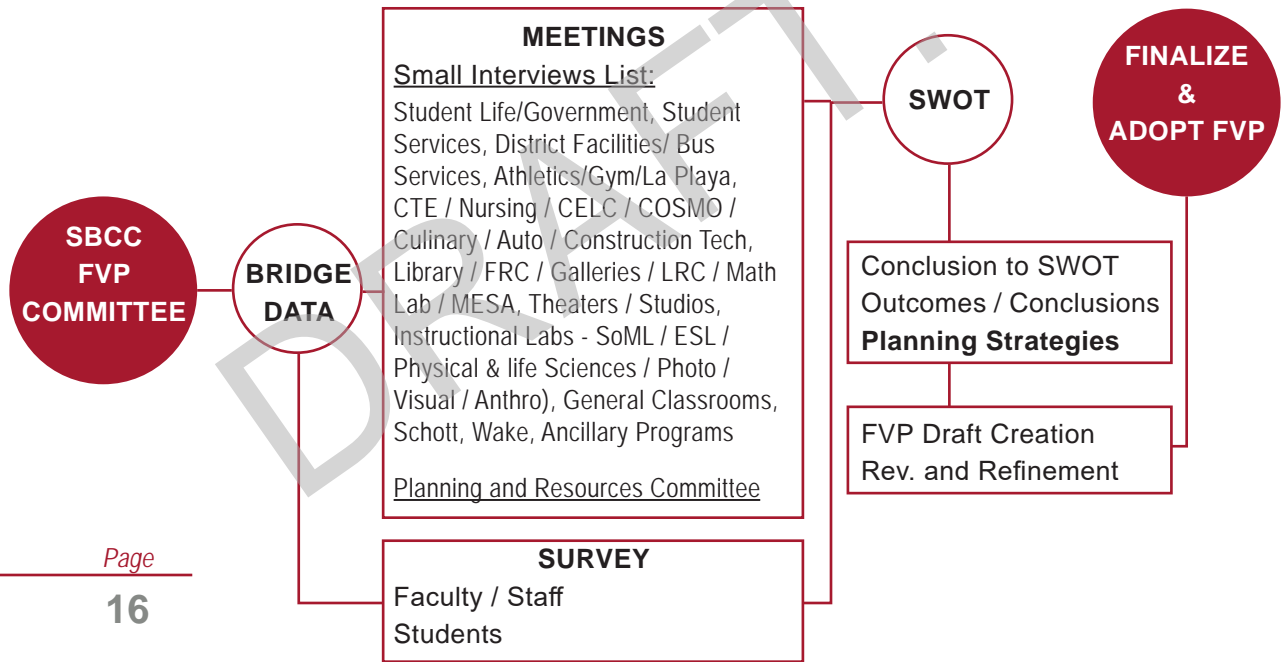 SBCC
FVP
COMMITTEE
BRIDGE
DATA
MEETINGS
Small Interviews List:
Student Life/Government, Student
Services, District Facilities/ Bus
Services, Athletics/Gym/La Playa,
CTE / Nursing / CELC / COSMO /
Culinary / Auto / Construction Tech,
Library / FRC / Galleries / LRC / Math
Lab / MESA, Theaters / Studios,
Instructional Labs - SoML / ESL /
Physical & life Sciences / Photo /
Visual / Anthro), General Classrooms,
Schott, Wake, Ancillary Programs
Planning and Resources Committee
SURVEY
Faculty / Staff
Students
SWOT
Conclusion to SWOT
Outcomes / Conclusions
Planning Strategies
FVP Draft Creation
Rev. and Refinement
FINALIZE
&
ADOPT FVP
Page
16
DRAFT.